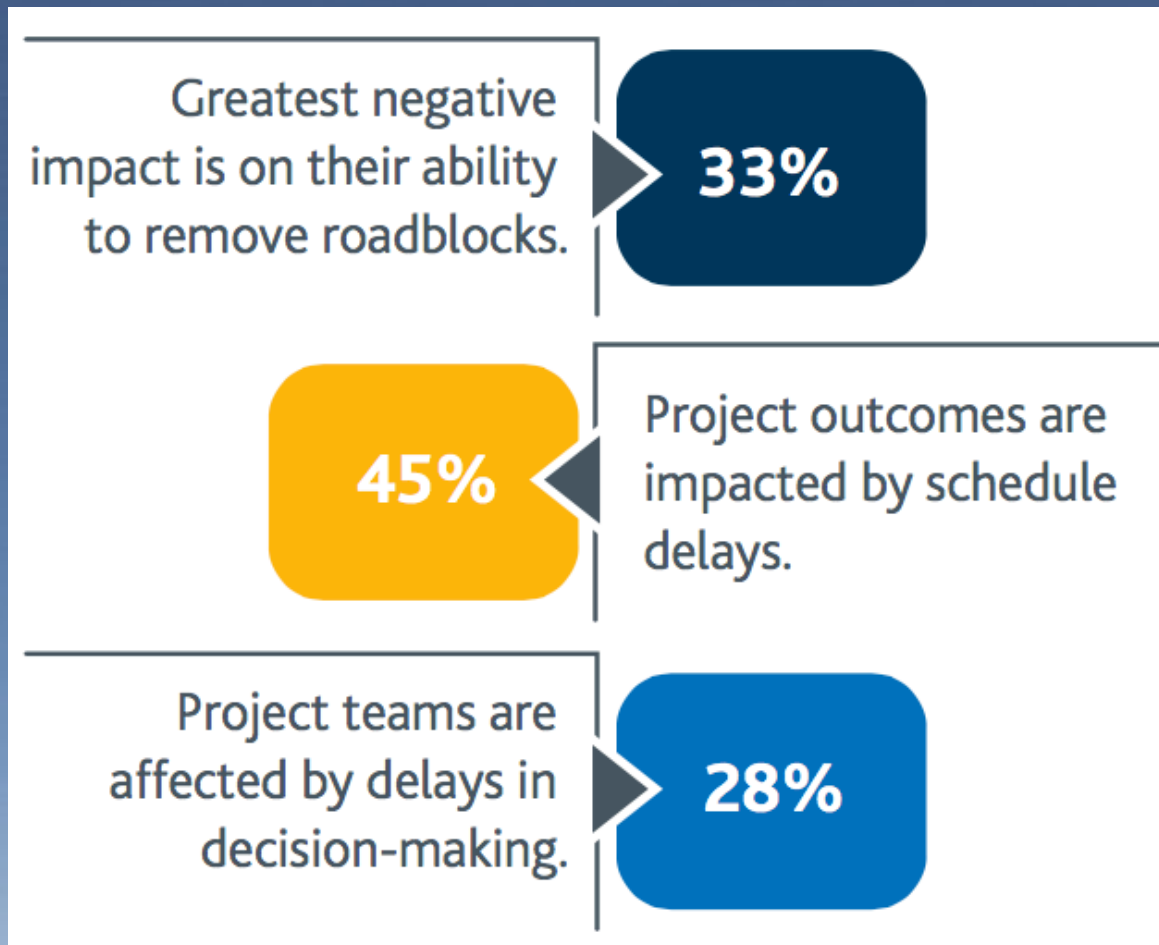 Greatest negative
impact is on their ability
to remove roadblocks.
33%
45%
Project outcomes are
impacted by schedule
delays.
Project teams are
affected by delays in
decision-making.
28%